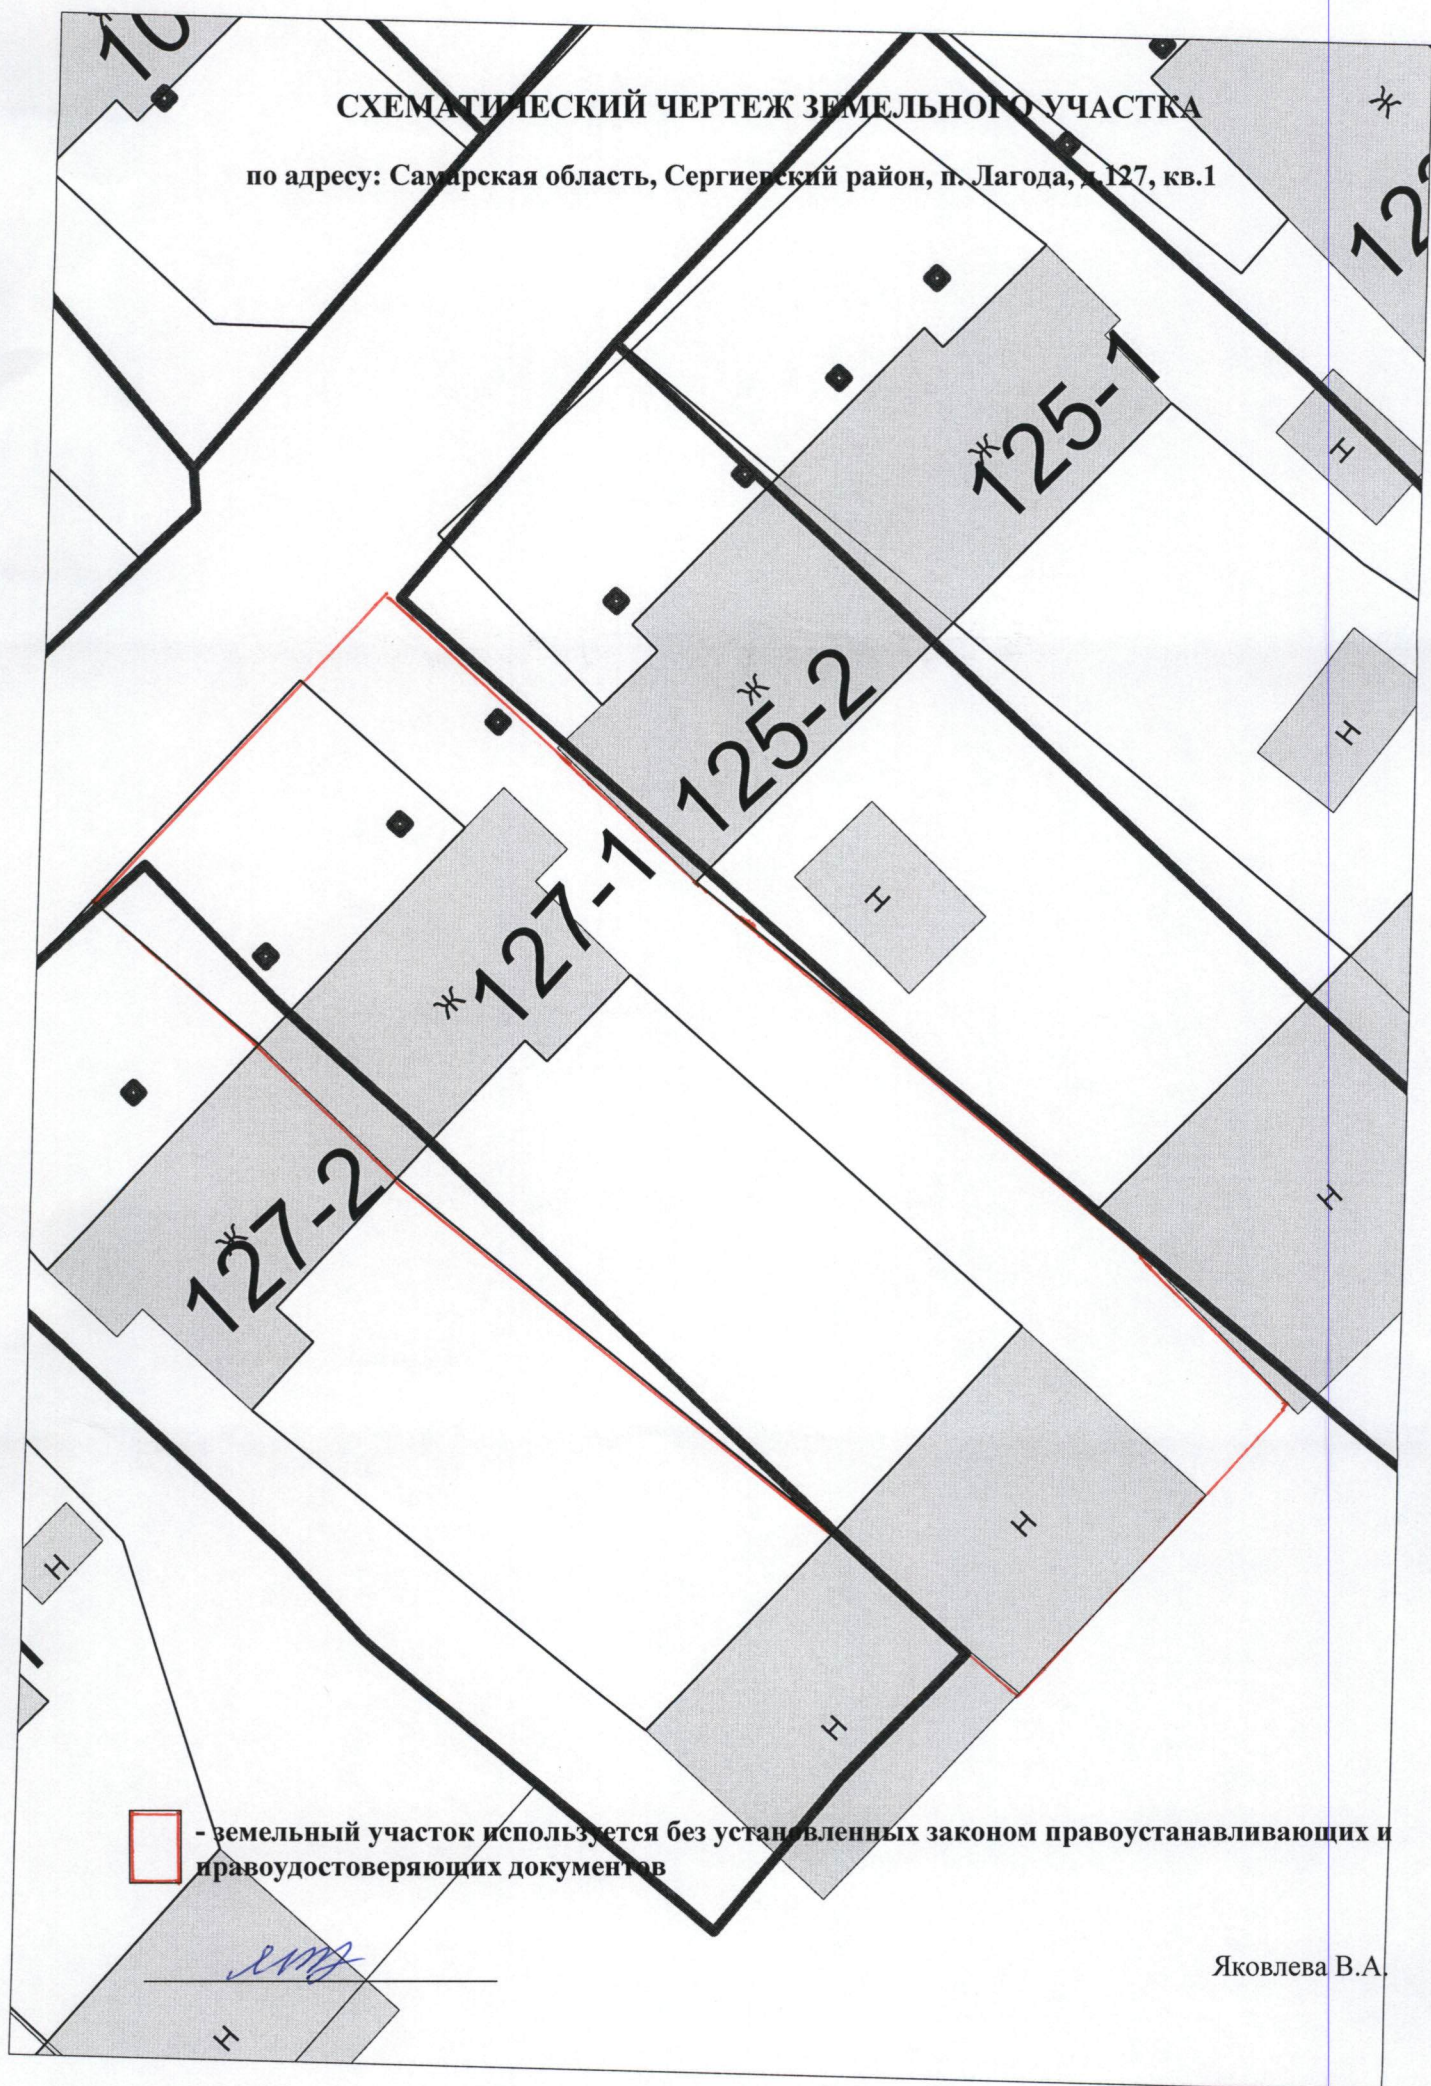 10
СХЕМАТИЧЕСКИЙ ЧЕРТЕЖ ЗЕМЕЛЬНОГО УЧАСТКА
ж
по адресу: Самарская область, Сергиевский район, п. Лагода, д.127, кв.1
125-1
ж
Н
125-2
ж
Н
Н
127-1
ж
Н
127-2
ж
Н
Н
Н
- земельный участок используется без установленных законом правоустанавливающих и
правоудостоверяющих документов
Яковлева В.А.
Н